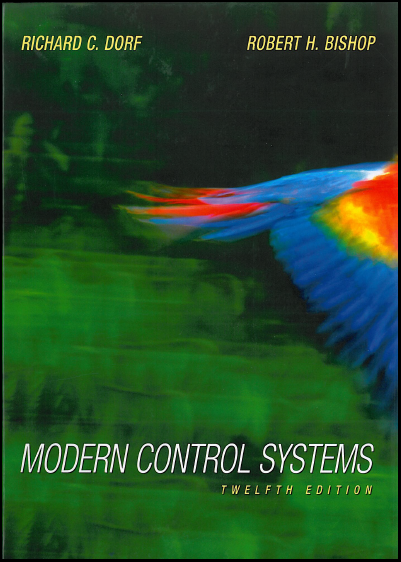 RICHARD C. DORF ROBERT H. BISHOP
MODERN CONTROL SYSTEMS
TWELFTH EDITION